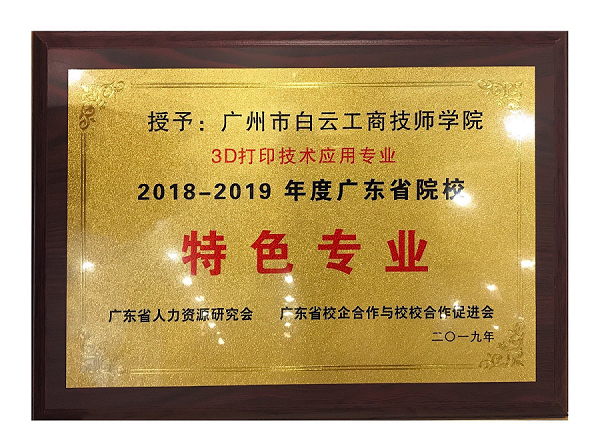 授予：广州市白云工商技师学院
3D打印技术应用专业
2018-2019 年度广东省院校
特色专业
广东省人力资源研究会 广东省校企合作与校校合作促进会
二〇一九年